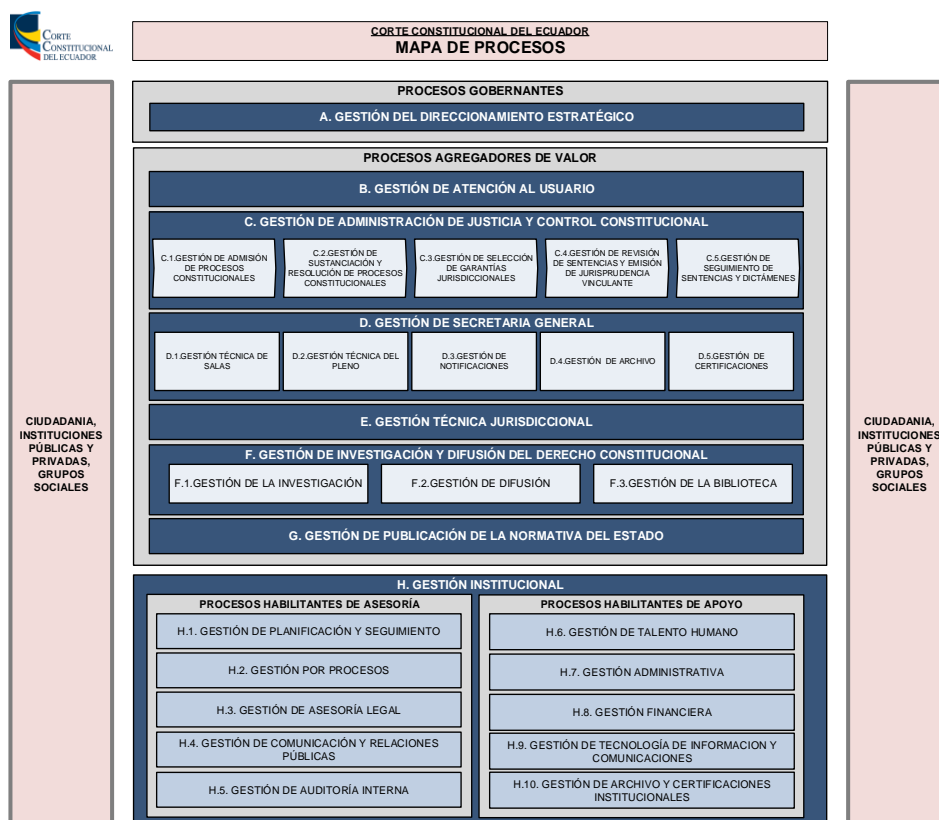 CORTE
CONSTITUCIONAL
DEL ECUADOR
CORTE CONSTITUCIONAL DEL ECUADOR
MAPA DE PROCESOS
CIUDADANIA,
INSTITUCIONES
PÚBLICAS Y
PRIVADAS,
GRUPOS
SOCIALES
PROCESOS GOBERNANTES
A. GESTIÓN DEL DIRECCIONAMIENTO ESTRATÉGICO
PROCESOS AGREGADORES DE VALOR
B. GESTIÓN DE ATENCIÓN AL USUARIO
C. GESTIÓN DE ADMINISTRACIÓN DE JUSTICIA Y CONTROL CONSTITUCIONAL
C.1.GESTIÓN DE ADMISIÓN
DE PROCESOS
CONSTITUCIONALES
C.2.GESTIÓN DE
SUSTANCIACIÓN Y
RESOLUCIÓN DE PROCESOS
CONSTITUCIONALES
C.3.GESTIÓN DE SELECCIÓN
DE GARANTÍAS
JURISDICCIONALES
C.4.GESTIÓN DE REVISIÓN
DE SENTENCIAS Y EMISIÓN
DE JURISPRUDENCIA
VINCULANTE
C.5.GESTIÓN DE
SEGUIMIENTO DE
SENTENCIAS Y DICTÁMENES
D. GESTIÓN DE SECRETARIA GENERAL
D.1.GESTIÓN TÉCNICA DE
SALAS
D.2.GESTIÓN TÉCNICA DEL
PLENO
D.3.GESTIÓN DE
NOTIFICACIONES
D.4.GESTIÓN DE ARCHIVO
D.5.GESTIÓN DE
CERTIFICACIONES
E. GESTIÓN TÉCNICA JURISDICCIONAL
F. GESTIÓN DE INVESTIGACIÓN Y DIFUSIÓN DEL DERECHO CONSTITUCIONAL
F.1.GESTIÓN DE LA INVESTIGACIÓN
F.2.GESTIÓN DE DIFUSIÓN
F.3.GESTIÓN DE LA BIBLIOTECA
G. GESTIÓN DE PUBLICACIÓN DE LA NORMATIVA DEL ESTADO
H. GESTIÓN INSTITUCIONAL
PROCESOS HABILITANTES DE ASESORÍA
H.1. GESTIÓN DE PLANIFICACIÓN Y SEGUIMIENTO
H.2. GESTIÓN POR PROCESOS
H.3. GESTIÓN DE ASESORÍA LEGAL
H.4. GESTIÓN DE COMUNICACIÓN Y RELACIONES
PÚBLICAS
H.5. GESTIÓN DE AUDITORÍA INTERNA
PROCESOS HABILITANTES DE APOYO
H.6. GESTIÓN DE TALENTO HUMANO
H.7. GESTIÓN ADMINISTRATIVA
H.8. GESTIÓN FINANCIERA
H.9. GESTIÓN DE TECNOLOGÍA DE INFORMACION Y
COMUNICACIONES
H.10. GESTIÓN DE ARCHIVO Y CERTIFICACIONES
INSTITUCIONALES
CIUDADANIA,
INSTITUCIONES
PÚBLICAS Y
PRIVADAS,
GRUPOS
SOCIALES